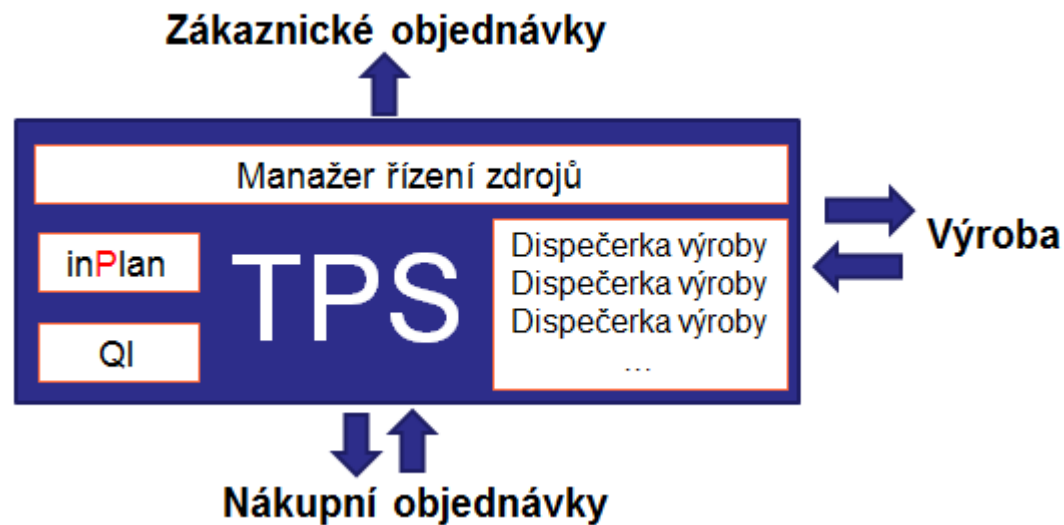 Zákaznické objednávky
Manažer řízení zdrojů
inPlan
QI
TPS
Dispečerka výroby
Dispečerka výroby
Dispečerka výroby
...
Výroba
Nákupní objednávky